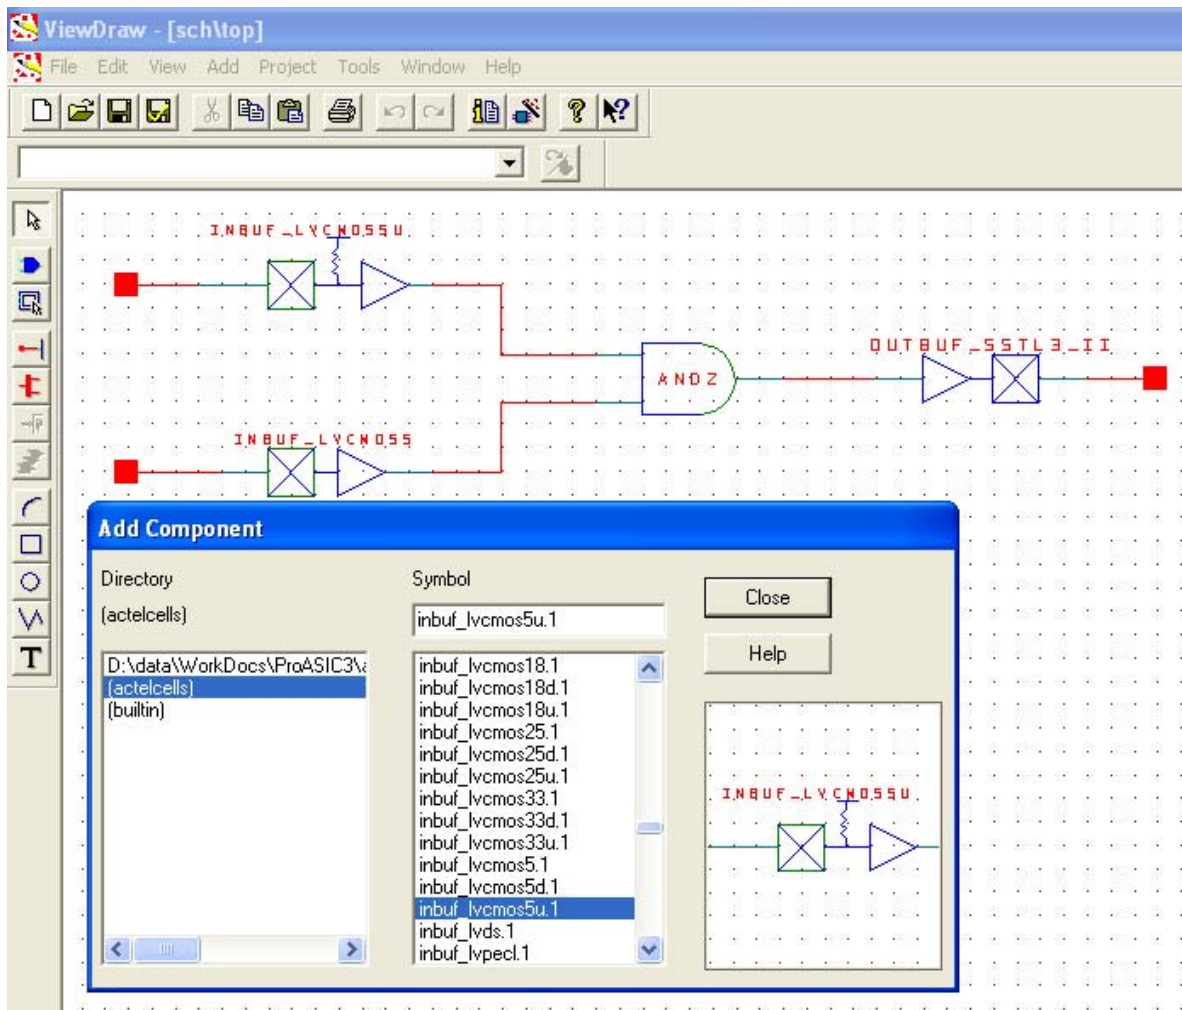 ViewDraw - [sch\top]
File Edit View Add Project Tools Window Help
INBUF_LVCMOS5U
OUTBUF_SSTL3_II
AND2
INBUF_LVCMOS5
T
Add Component
Directory
(actelcells)
D:\data\WorkDocs\ProASIC3\
(actelcells)
(builtin)
Symbol
inbuf_lvcmos5u.1
inbuf_lvcmos18.1
inbuf_lvcmos18d.1
inbuf_lvcmos18u.1
inbuf_lvcmos25.1
inbuf_lvcmos25d.1
inbuf_lvcmos25u.1
inbuf_lvcmos33.1
inbuf_lvcmos33d.1
inbuf_lvcmos33u.1
inbuf_lvcmos5.1
inbuf_lvcmos5d.1
inbuf_lvcmos5u.1
inbuf_lvds.1
inbuf_lvpecl.1
Close
Help
INBUF_LVCMOS5U